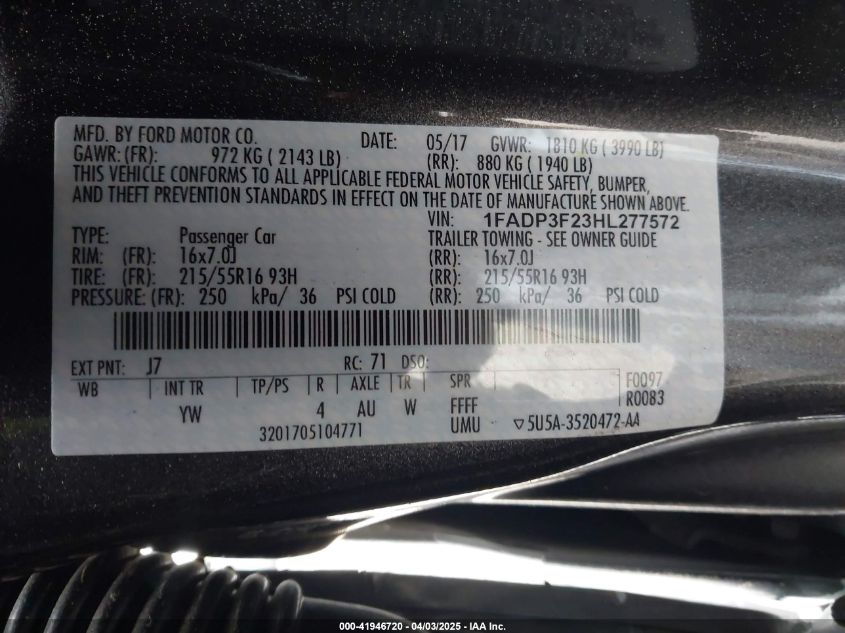 MFD. BY FORD MOTOR CO. DATE: 05/17 GVWR: 1810 KG ( 3990 LB)
GAWR: (FR): 972 KG ( 2143 LB) (RR): 880 KG ( 1940 LB)
THIS VEHICLE CONFORMS TO ALL APPLICABLE FEDERAL MOTOR VEHICLE SAFETY, BUMPER,
AND THEFT PREVENTION STANDARDS IN EFFECT ON THE DATE OF MANUFACTURE SHOWN ABOVE.
VIN: 1FADP3F23HL277572
TYPE: Passenger Car TRAILER TOWING - SEE OWNER GUIDE
RIM: (FR): 16x7.0J (RR): 16x7.0J
TIRE: (FR): 215/55R16 93H (RR): 215/55R16 93H
PRESSURE: (FR): 250 kPa/ 36 PSI COLD (RR): 250 kPa/ 36 PSI COLD
EXT PNT: J7 RC: 71 DSO:
WB INT TR TP/PS R AXLE TR SPR F0097
YW 4 AU W FFFF R0083
3201705104771 UMU ▽5U5A-3520472-AA
000-41946720 - 04/03/2025 - IAA Inc.